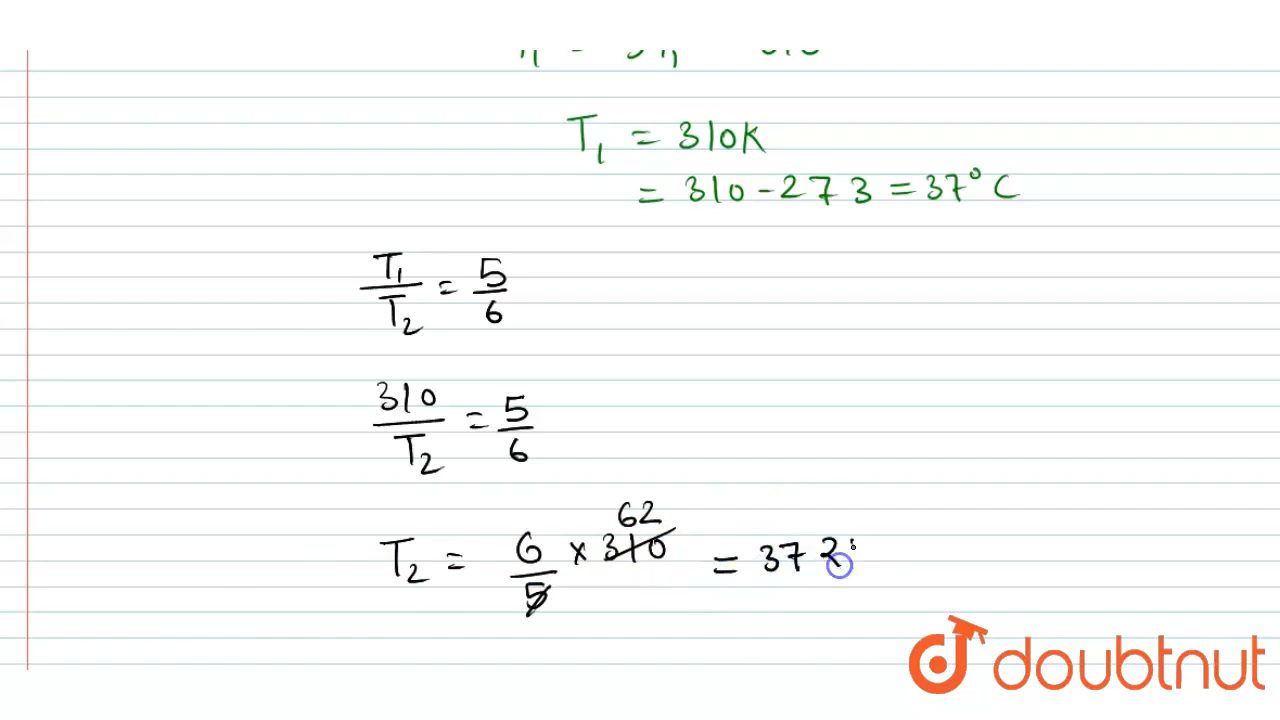 T₁ = 310K
= 310 - 273 = 37° C
T₁/T₂ = 5/6
310/T₂ = 5/6
T₂ = 6/5 × 310 62 = 372
doubtnut